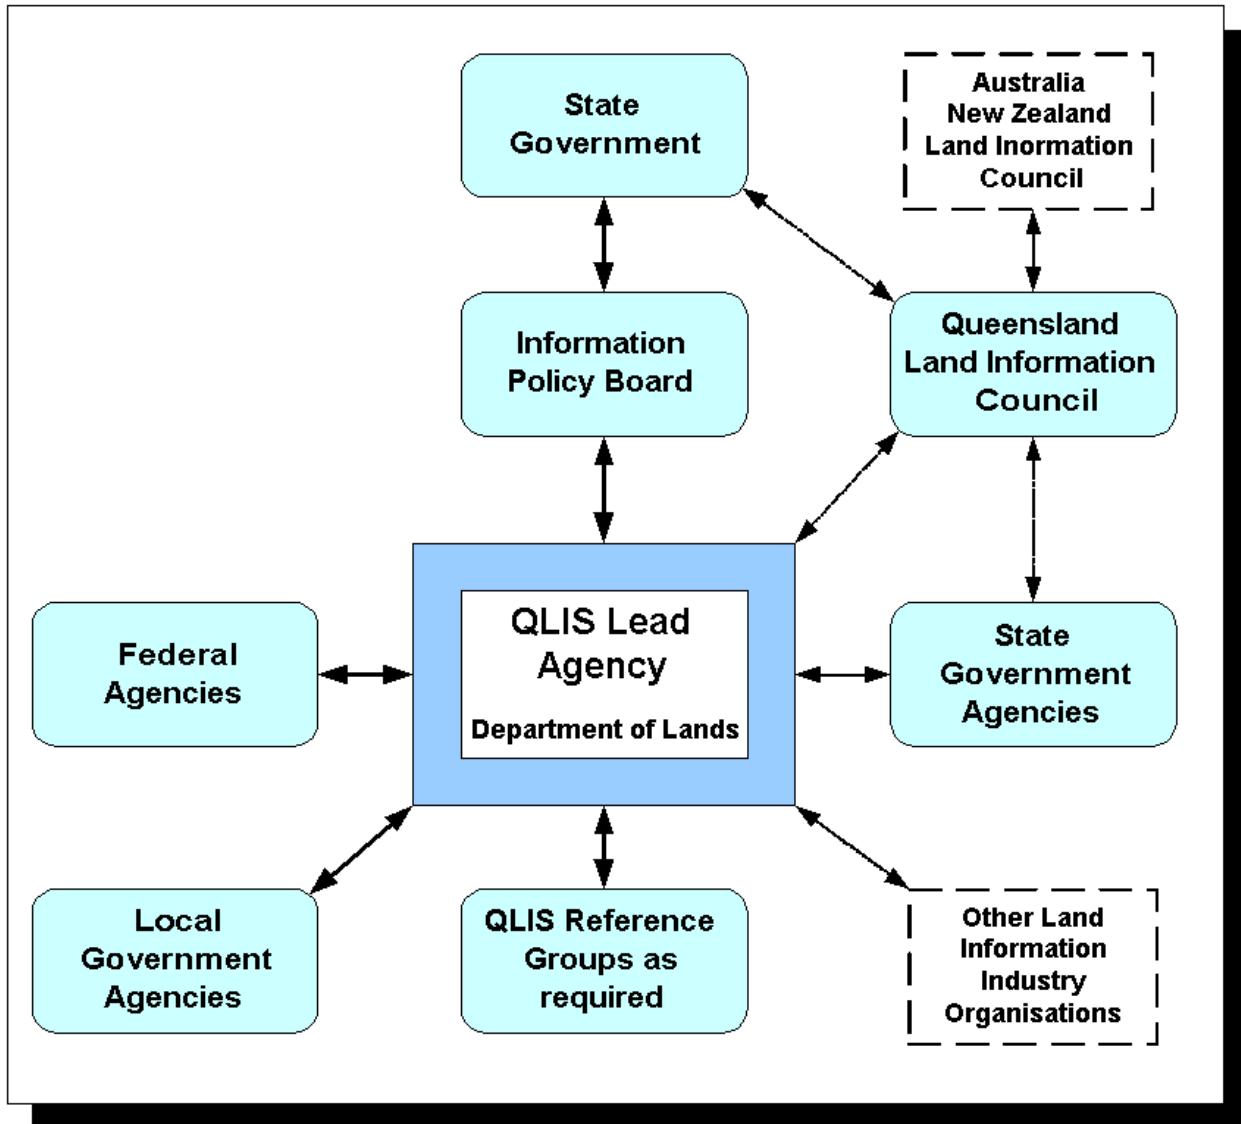 State
Government
Australia
New Zealand
Land Inormation
Council
Information
Policy Board
Queensland
Land Information
Council
Federal
Agencies
QLIS Lead
Agency
Department of Lands
State
Government
Agencies
Local
Government
Agencies
QLIS Reference
Groups as
required
Other Land
Information
Industry
Organisations